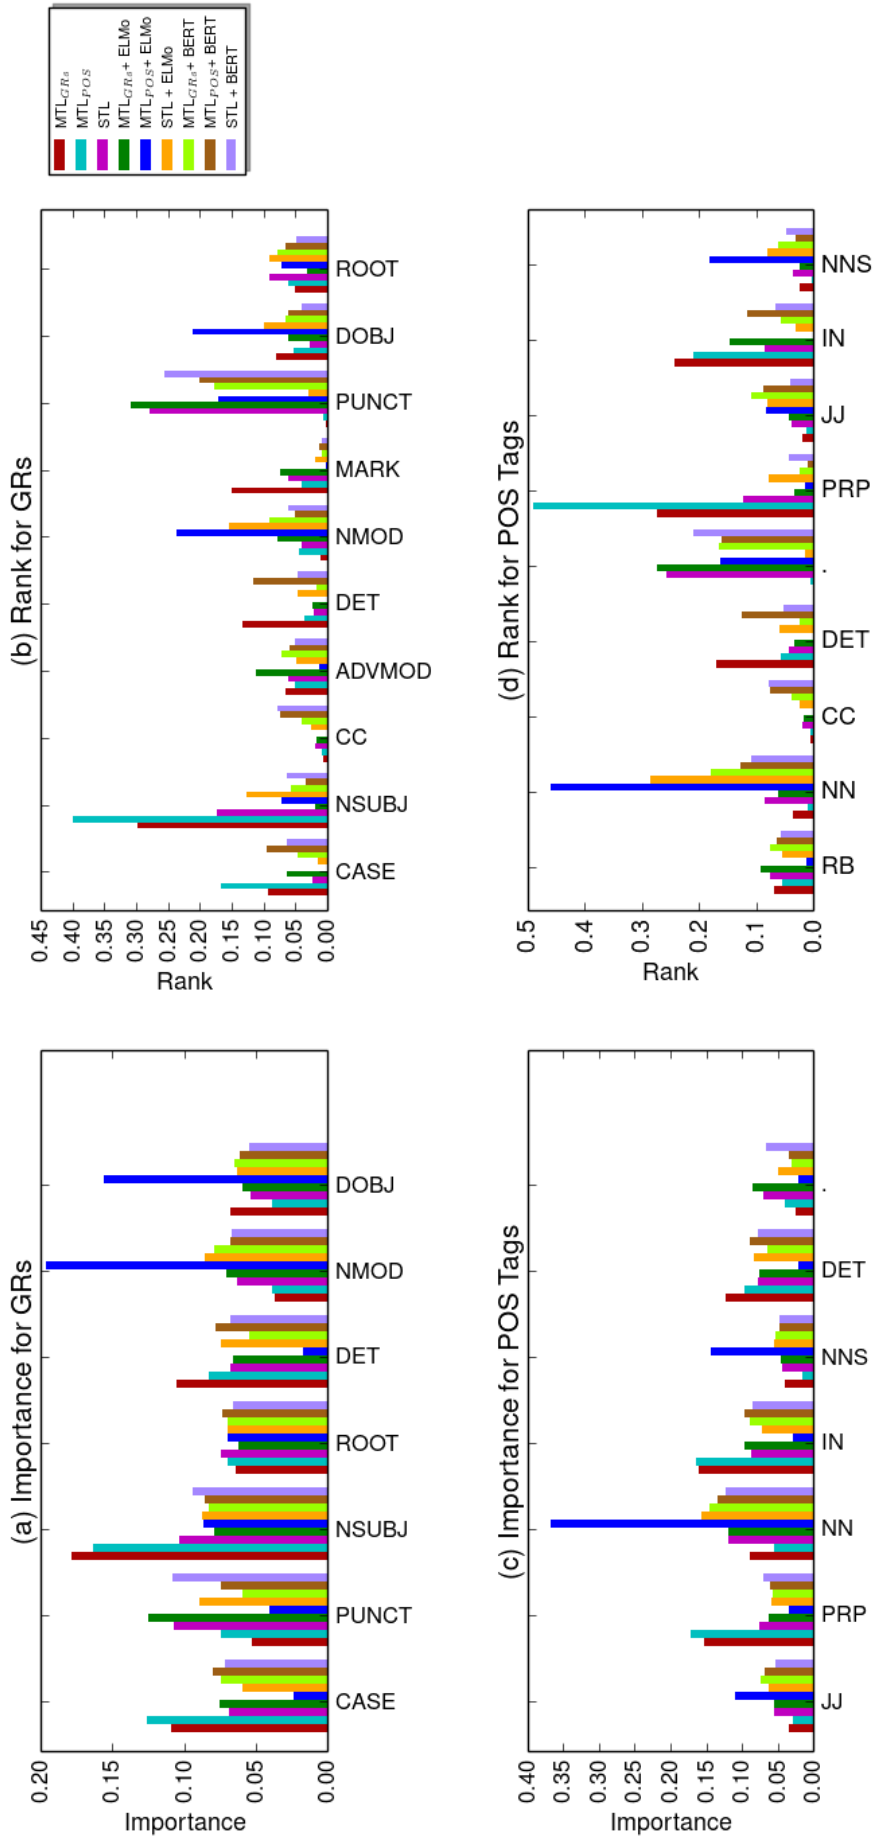 MTL_GRs
MTL_POS
STL
MTL_GRs + ELMo
MTL_POS + ELMo
STL + ELMo
MTL_GRs + BERT
MTL_POS + BERT
STL + BERT
(a) Importance for GRs
Importance
0.20
0.15
0.10
0.05
0.00
CASE PUNCT NSUBJ ROOT DET NMOD DOBJ
(b) Rank for GRs
Rank
0.45
0.40
0.35
0.30
0.25
0.20
0.15
0.10
0.05
0.00
CASE NSUBJ CC ADVMOD DET NMOD MARK PUNCT DOBJ ROOT
(c) Importance for POS Tags
Importance
0.40
0.35
0.30
0.25
0.20
0.15
0.10
0.05
0.00
JJ PRP NN IN NNS DET .
(d) Rank for POS Tags
Rank
0.5
0.4
0.3
0.2
0.1
0.0
RB NN CC DET . PRP JJ IN NNS